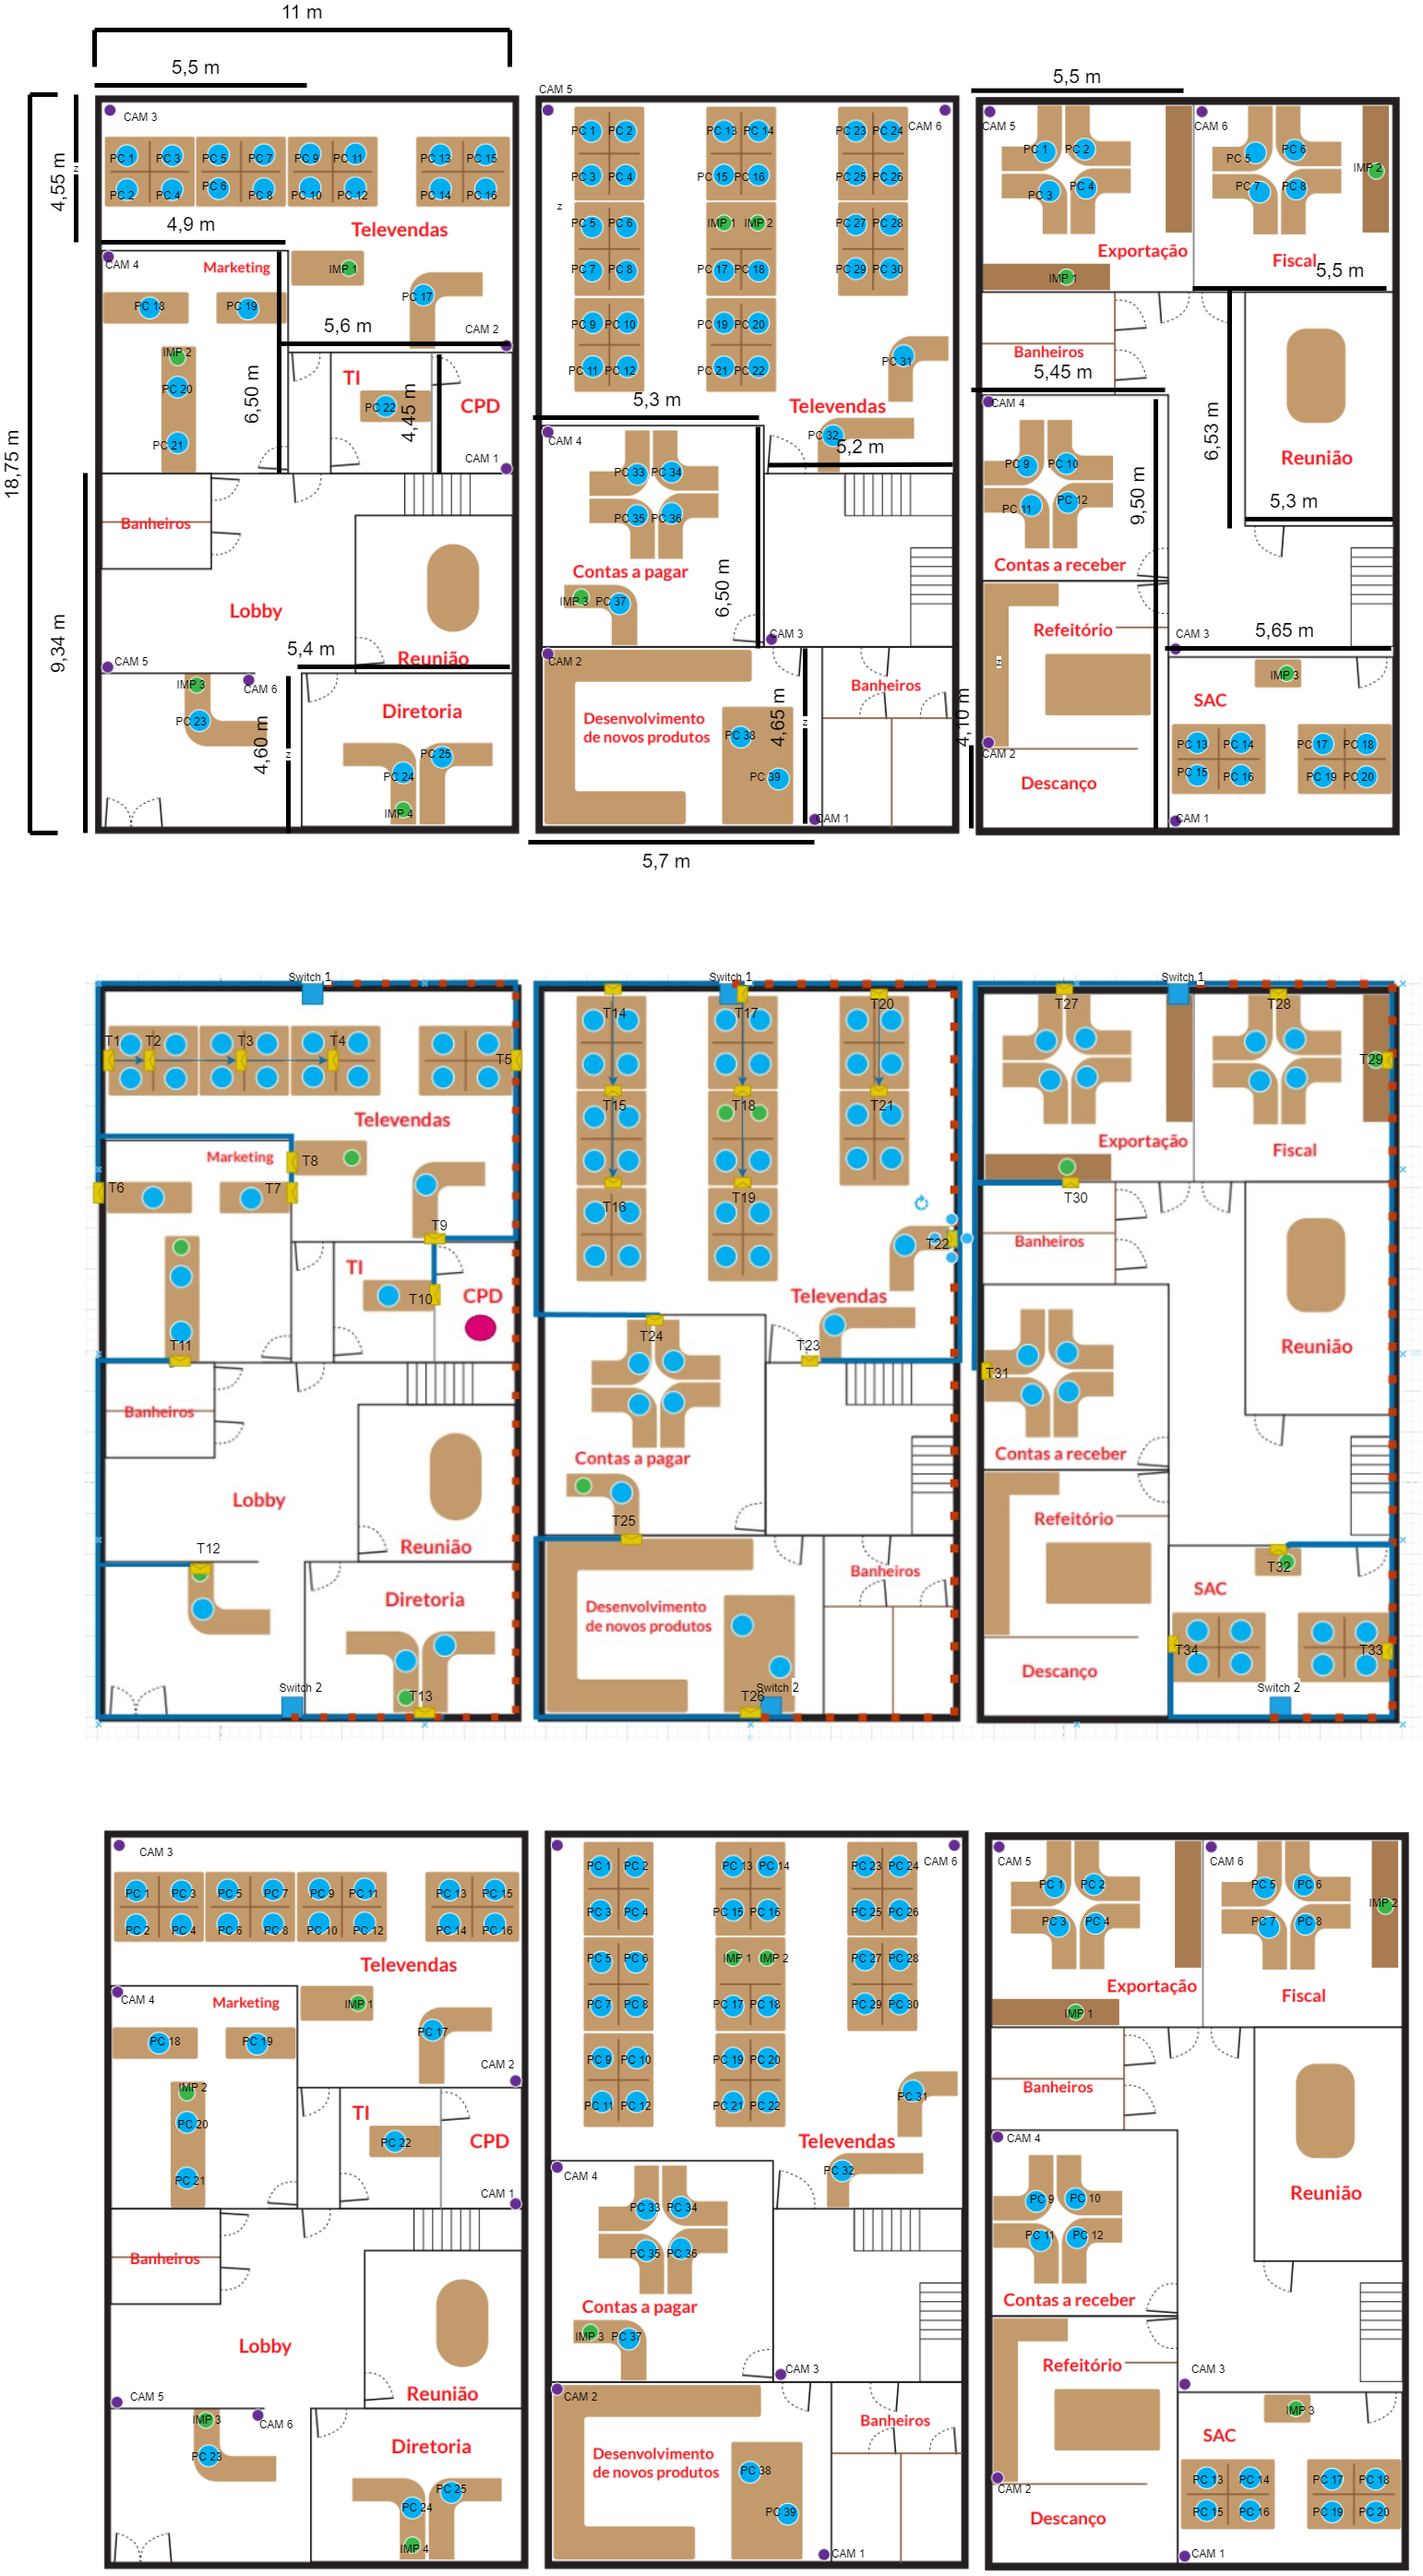 11 m
5,5 m
18,75 m
4,55 m
z
CAM 3
PC 1
PC 3
PC 5
PC 7
PC 9
PC 11
PC 13
PC 15
PC 2
PC 4
PC 6
PC 8
PC 10
PC 12
PC 14
PC 16
Televendas
4,9 m
CAM 4
Marketing
IMP 1
PC 17
PC 18
PC 19
5,6 m
CAM 2
IMP 2
TI
PC 20
6,50 m
PC 22
4,45 m
CPD
PC 21
CAM 1
Banheiros
9,34 m
Lobby
5,4 m
Reunião
CAM 5
IMP 3
CAM 6
PC 23
4,60 m
z
Diretoria
PC 25
PC 24
IMP 4
CAM 5
PC 1
PC 2
PC 13
PC 14
PC 23
PC 24
CAM 6
PC 3
PC 4
PC 15
PC 16
PC 25
PC 26
z
PC 5
PC 6
IMP 1
IMP 2
PC 27
PC 28
PC 7
PC 8
PC 17
PC 18
PC 29
PC 30
PC 9
PC 10
PC 19
PC 20
PC 11
PC 12
PC 21
PC 22
PC 31
5,3 m
Televendas
CAM 4
PC 32
5,2 m
PC 33
PC 34
PC 35
PC 36
Contas a pagar
6,50 m
IMP 3
PC 37
CAM 3
CAM 2
Banheiros
Desenvolvimento
de novos produtos
PC 38
4,65 m
z
PC 39
CAM 1
5,7 m
5,5 m
CAM 5
CAM 6
PC 1
PC 2
PC 5
PC 6
IMP 2
PC 3
PC 4
PC 7
PC 8
Exportação
Fiscal
5,5 m
IMP 1
Banheiros
5,45 m
CAM 4
6,53 m
Reunião
PC 9
PC 10
9,50 m
PC 11
PC 12
5,3 m
Contas a receber
Refeitório
CAM 3
5,65 m
z
IMP 3
SAC
4,10 m
CAM 2
PC 13
PC 14
PC 17
PC 18
PC 15
PC 16
PC 19
PC 20
Descanço
CAM 1
Switch 1
T1
T2
T3
T4
T5
Televendas
Marketing
T8
T6
T7
T9
TI
T10
CPD
T11
Banheiros
Lobby
Reunião
T12
Diretoria
Switch 2
T13
Switch 1
T14
T17
T20
T15
T18
T21
T16
T19
T22
Televendas
T24
T23
Contas a pagar
T25
Banheiros
Desenvolvimento
de novos produtos
T26
Switch 2
Switch 1
T27
T28
T29
Exportação
Fiscal
T30
Banheiros
Reunião
T31
Contas a receber
Refeitório
T32
SAC
T34
T33
Descanço
Switch 2
CAM 3
PC 1
PC 3
PC 5
PC 7
PC 9
PC 11
PC 13
PC 15
PC 2
PC 4
PC 6
PC 8
PC 10
PC 12
PC 14
PC 16
Televendas
CAM 4
Marketing
IMP 1
PC 17
PC 18
PC 19
CAM 2
IMP 2
TI
PC 20
PC 22
CPD
PC 21
CAM 1
Banheiros
Lobby
Reunião
CAM 5
IMP 3
CAM 6
PC 23
Diretoria
PC 25
PC 24
IMP 4
PC 1
PC 2
PC 13
PC 14
PC 23
PC 24
CAM 6
PC 3
PC 4
PC 15
PC 16
PC 25
PC 26
PC 5
PC 6
IMP 1
IMP 2
PC 27
PC 28
PC 7
PC 8
PC 17
PC 18
PC 29
PC 30
PC 9
PC 10
PC 19
PC 20
PC 11
PC 12
PC 21
PC 22
PC 31
Televendas
CAM 4
PC 32
PC 33
PC 34
PC 35
PC 36
Contas a pagar
IMP 3
PC 37
CAM 3
CAM 2
Banheiros
Desenvolvimento
de novos produtos
PC 38
PC 39
CAM 1
CAM 5
CAM 6
PC 1
PC 2
PC 5
PC 6
IMP 2
PC 3
PC 4
PC 7
PC 8
Exportação
Fiscal
IMP 1
Banheiros
CAM 4
Reunião
PC 9
PC 10
PC 11
PC 12
Contas a receber
Refeitório
CAM 3
IMP 3
SAC
CAM 2
PC 13
PC 14
PC 17
PC 18
PC 15
PC 16
PC 19
PC 20
Descanço
CAM 1